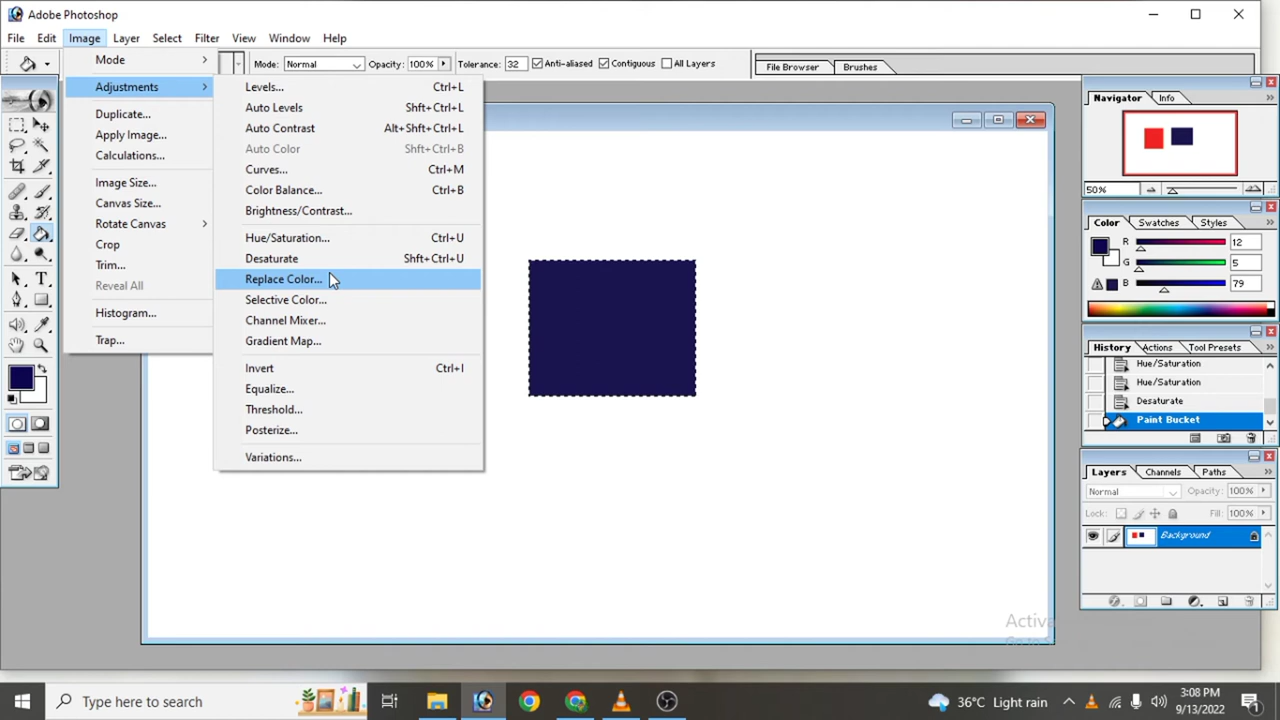 Adobe Photoshop
File Edit Image Layer Select Filter View Window Help
Mode: Normal Opacity: 100% Tolerance: 32 Anti-aliased Contiguous All Layers File Browser Brushes
Mode
Adjustments
Duplicate...
Apply Image...
Calculations...
Image Size...
Canvas Size...
Rotate Canvas
Crop
Trim...
Reveal All
Histogram...
Trap...
Levels... Ctrl+L
Auto Levels Shft+Ctrl+L
Auto Contrast Alt+Shft+Ctrl+L
Auto Color Shft+Ctrl+B
Curves... Ctrl+M
Color Balance... Ctrl+B
Brightness/Contrast...
Hue/Saturation... Ctrl+U
Desaturate Shft+Ctrl+U
Replace Color...
Selective Color...
Channel Mixer...
Gradient Map...
Invert Ctrl+I
Equalize...
Threshold...
Posterize...
Variations...
Navigator Info
50%
Color Swatches Styles
R 12
G 5
B 79
History Actions Tool Presets
Hue/Saturation
Hue/Saturation
Desaturate
Paint Bucket
Layers Channels Paths
Normal Opacity: 100%
Lock: Fill: 100%
Background
Activa
Go to S
Type here to search
36°C Light rain
3:08 PM
9/13/2022
1